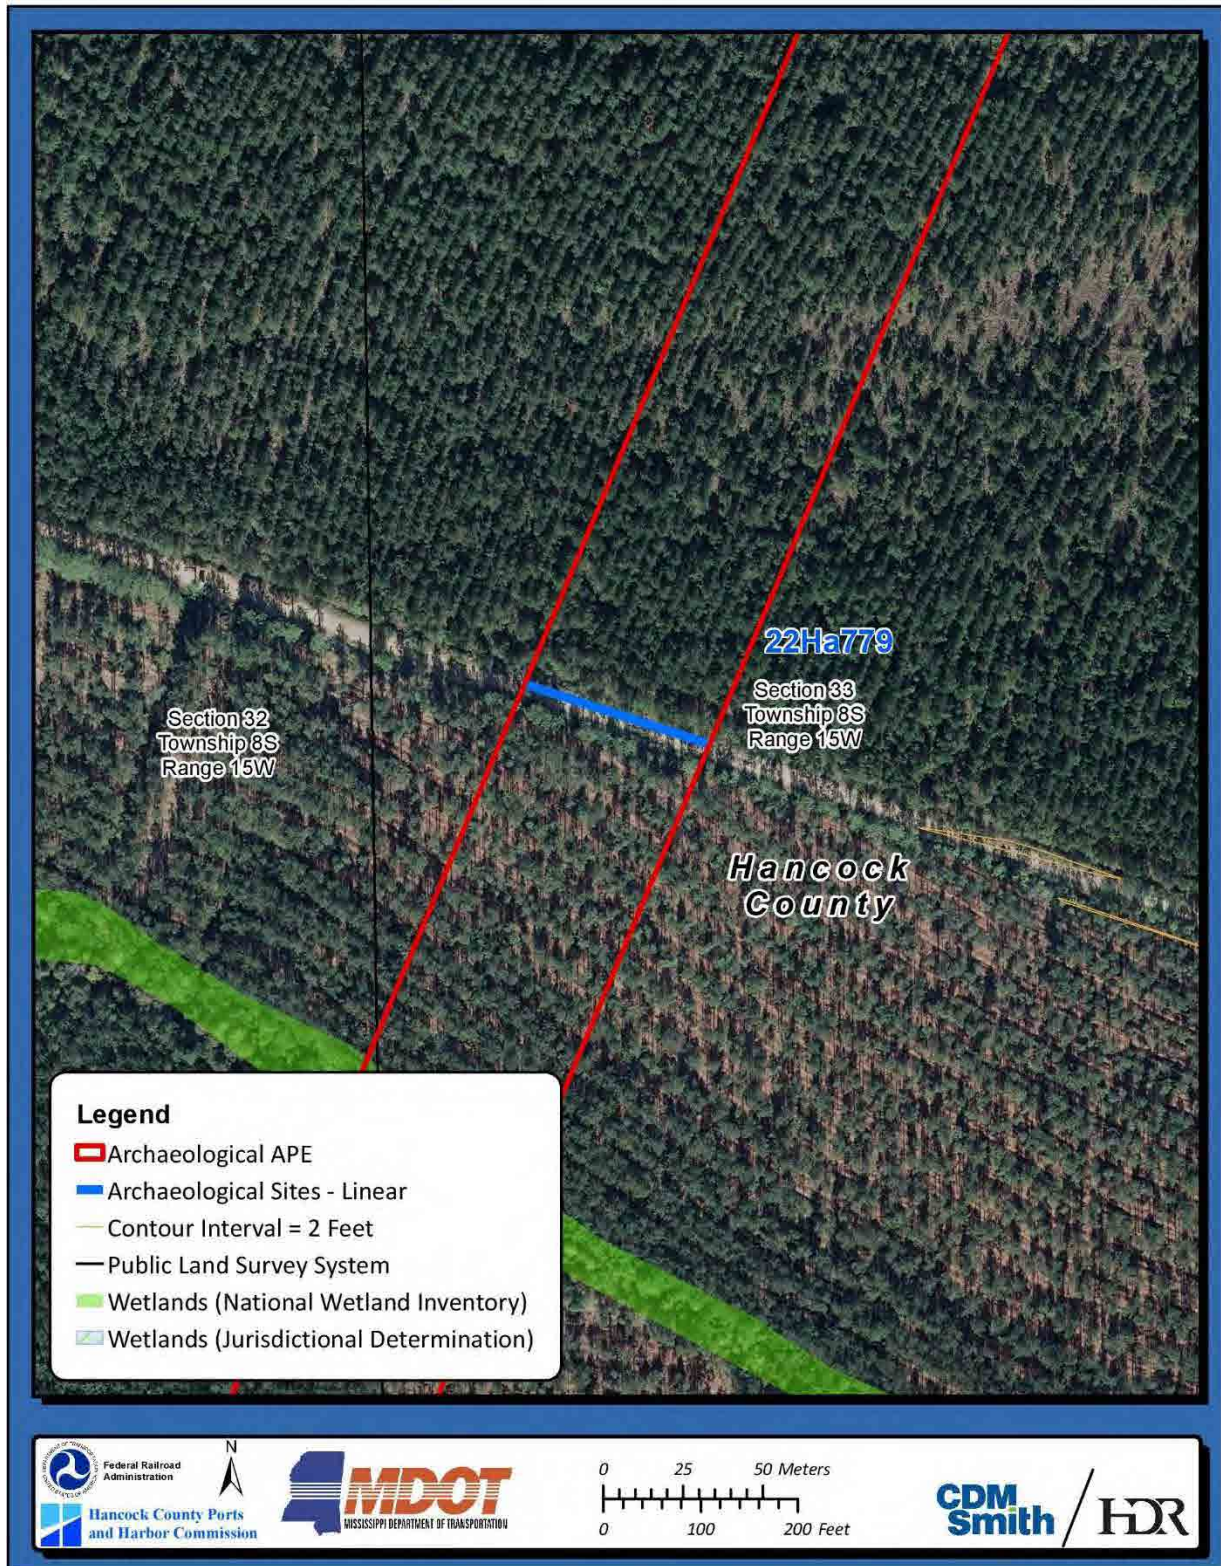 22Ha779
Section 33
Township 8S
Range 15W
Section 32
Township 8S
Range 15W
Hancock
County
Legend
Archaeological APE
Archaeological Sites - Linear
Contour Interval = 2 Feet
Public Land Survey System
Wetlands (National Wetland Inventory)
Wetlands (Jurisdictional Determination)
Federal Railroad
Administration
Hancock County Ports
and Harbor Commission
N
MDOT
MISSISSIPPI DEPARTMENT OF TRANSPORTATION
0 25 50 Meters
0 100 200 Feet
CDM
Smith
HDR